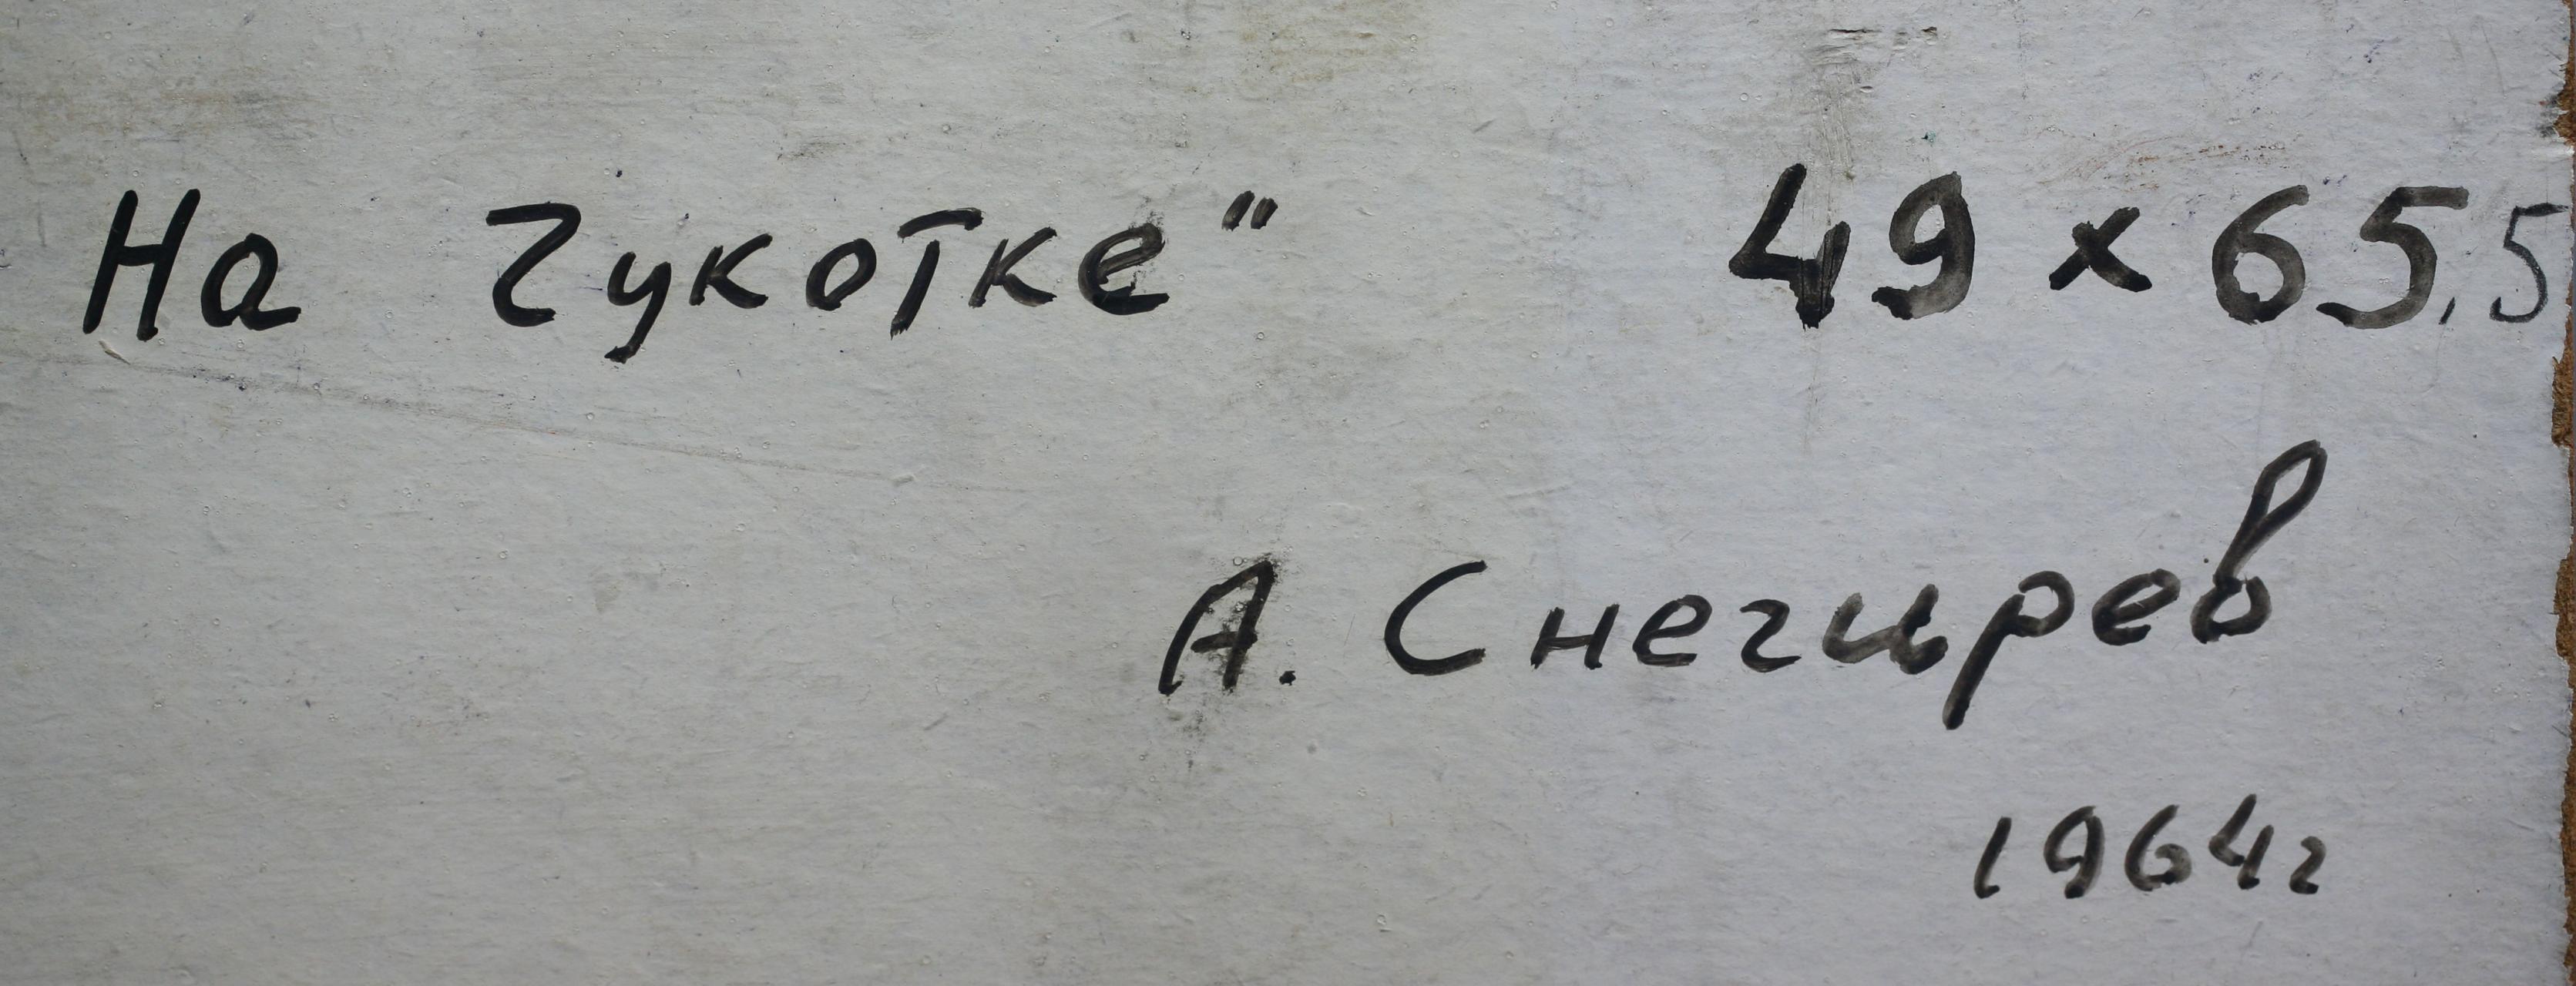 На Чукотке" 49 x 65,5
А. Снегирев
1964г